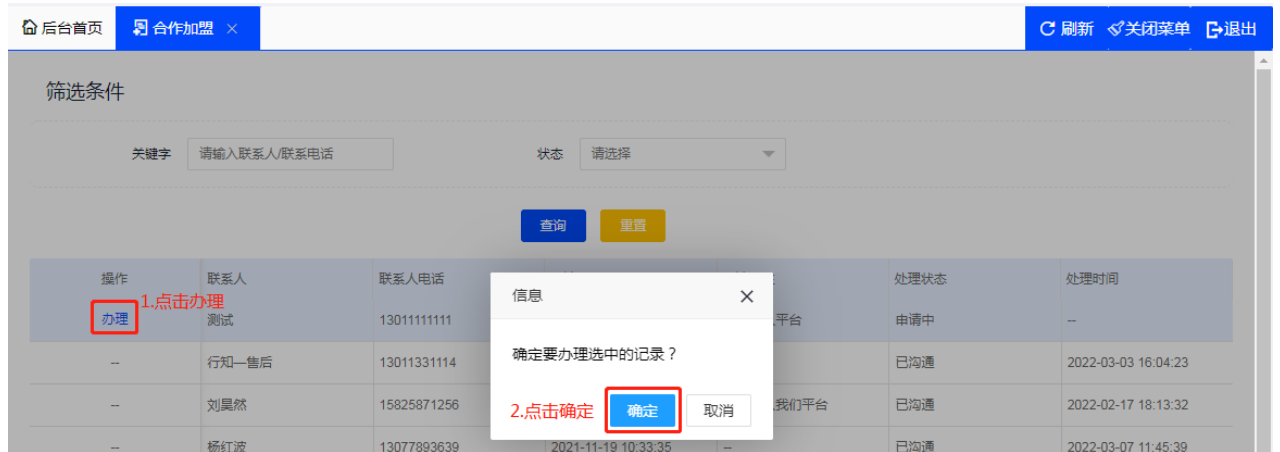 后台首页 合作加盟 × 刷新 关闭菜单 退出
筛选条件
关键字 请输入联系人/联系电话 状态 请选择
查询 重置
操作 联系人 联系人电话 处理状态 处理时间
1.点击办理
办理 测试 13011111111 平台 申请中 --
信息
确定要办理选中的记录？
-- 行知—售后 13011331114 已沟通 2022-03-03 16:04:23
-- 刘昊然 15825871256 我们平台 已沟通 2022-02-17 18:13:32
2.点击确定 确定 取消
-- 杨红波 13077893639 2021-11-19 10:33:35 -- 已沟通 2022-03-07 11:45:39